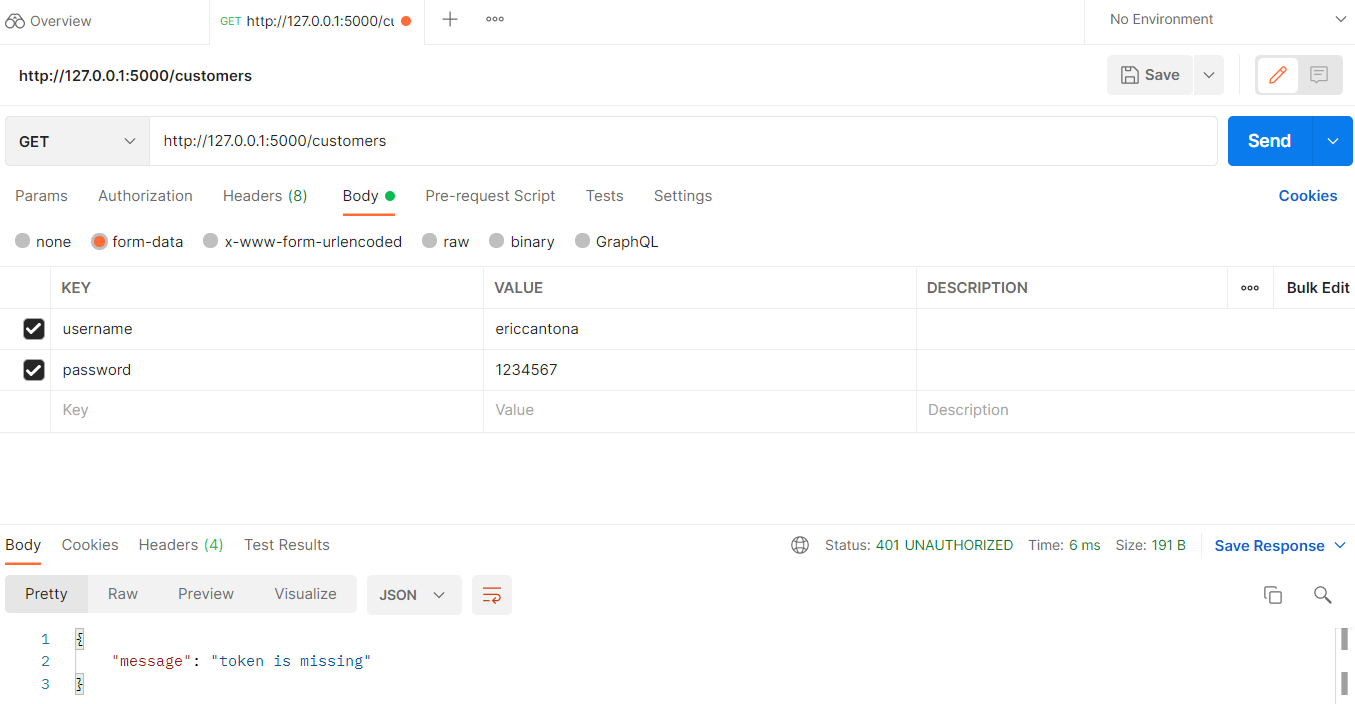 Overview
GET http://127.0.0.1:5000/cu
No Environment
http://127.0.0.1:5000/customers
Save
GET http://127.0.0.1:5000/customers Send
Params Authorization Headers (8) Body Pre-request Script Tests Settings Cookies
none form-data x-www-form-urlencoded raw binary GraphQL
KEY VALUE DESCRIPTION Bulk Edit
username ericcantona
password 1234567
Key Value Description
Body Cookies Headers (4) Test Results Status: 401 UNAUTHORIZED Time: 6 ms Size: 191 B Save Response
Pretty Raw Preview Visualize JSON
1 {
2 "message": "token is missing"
3 }